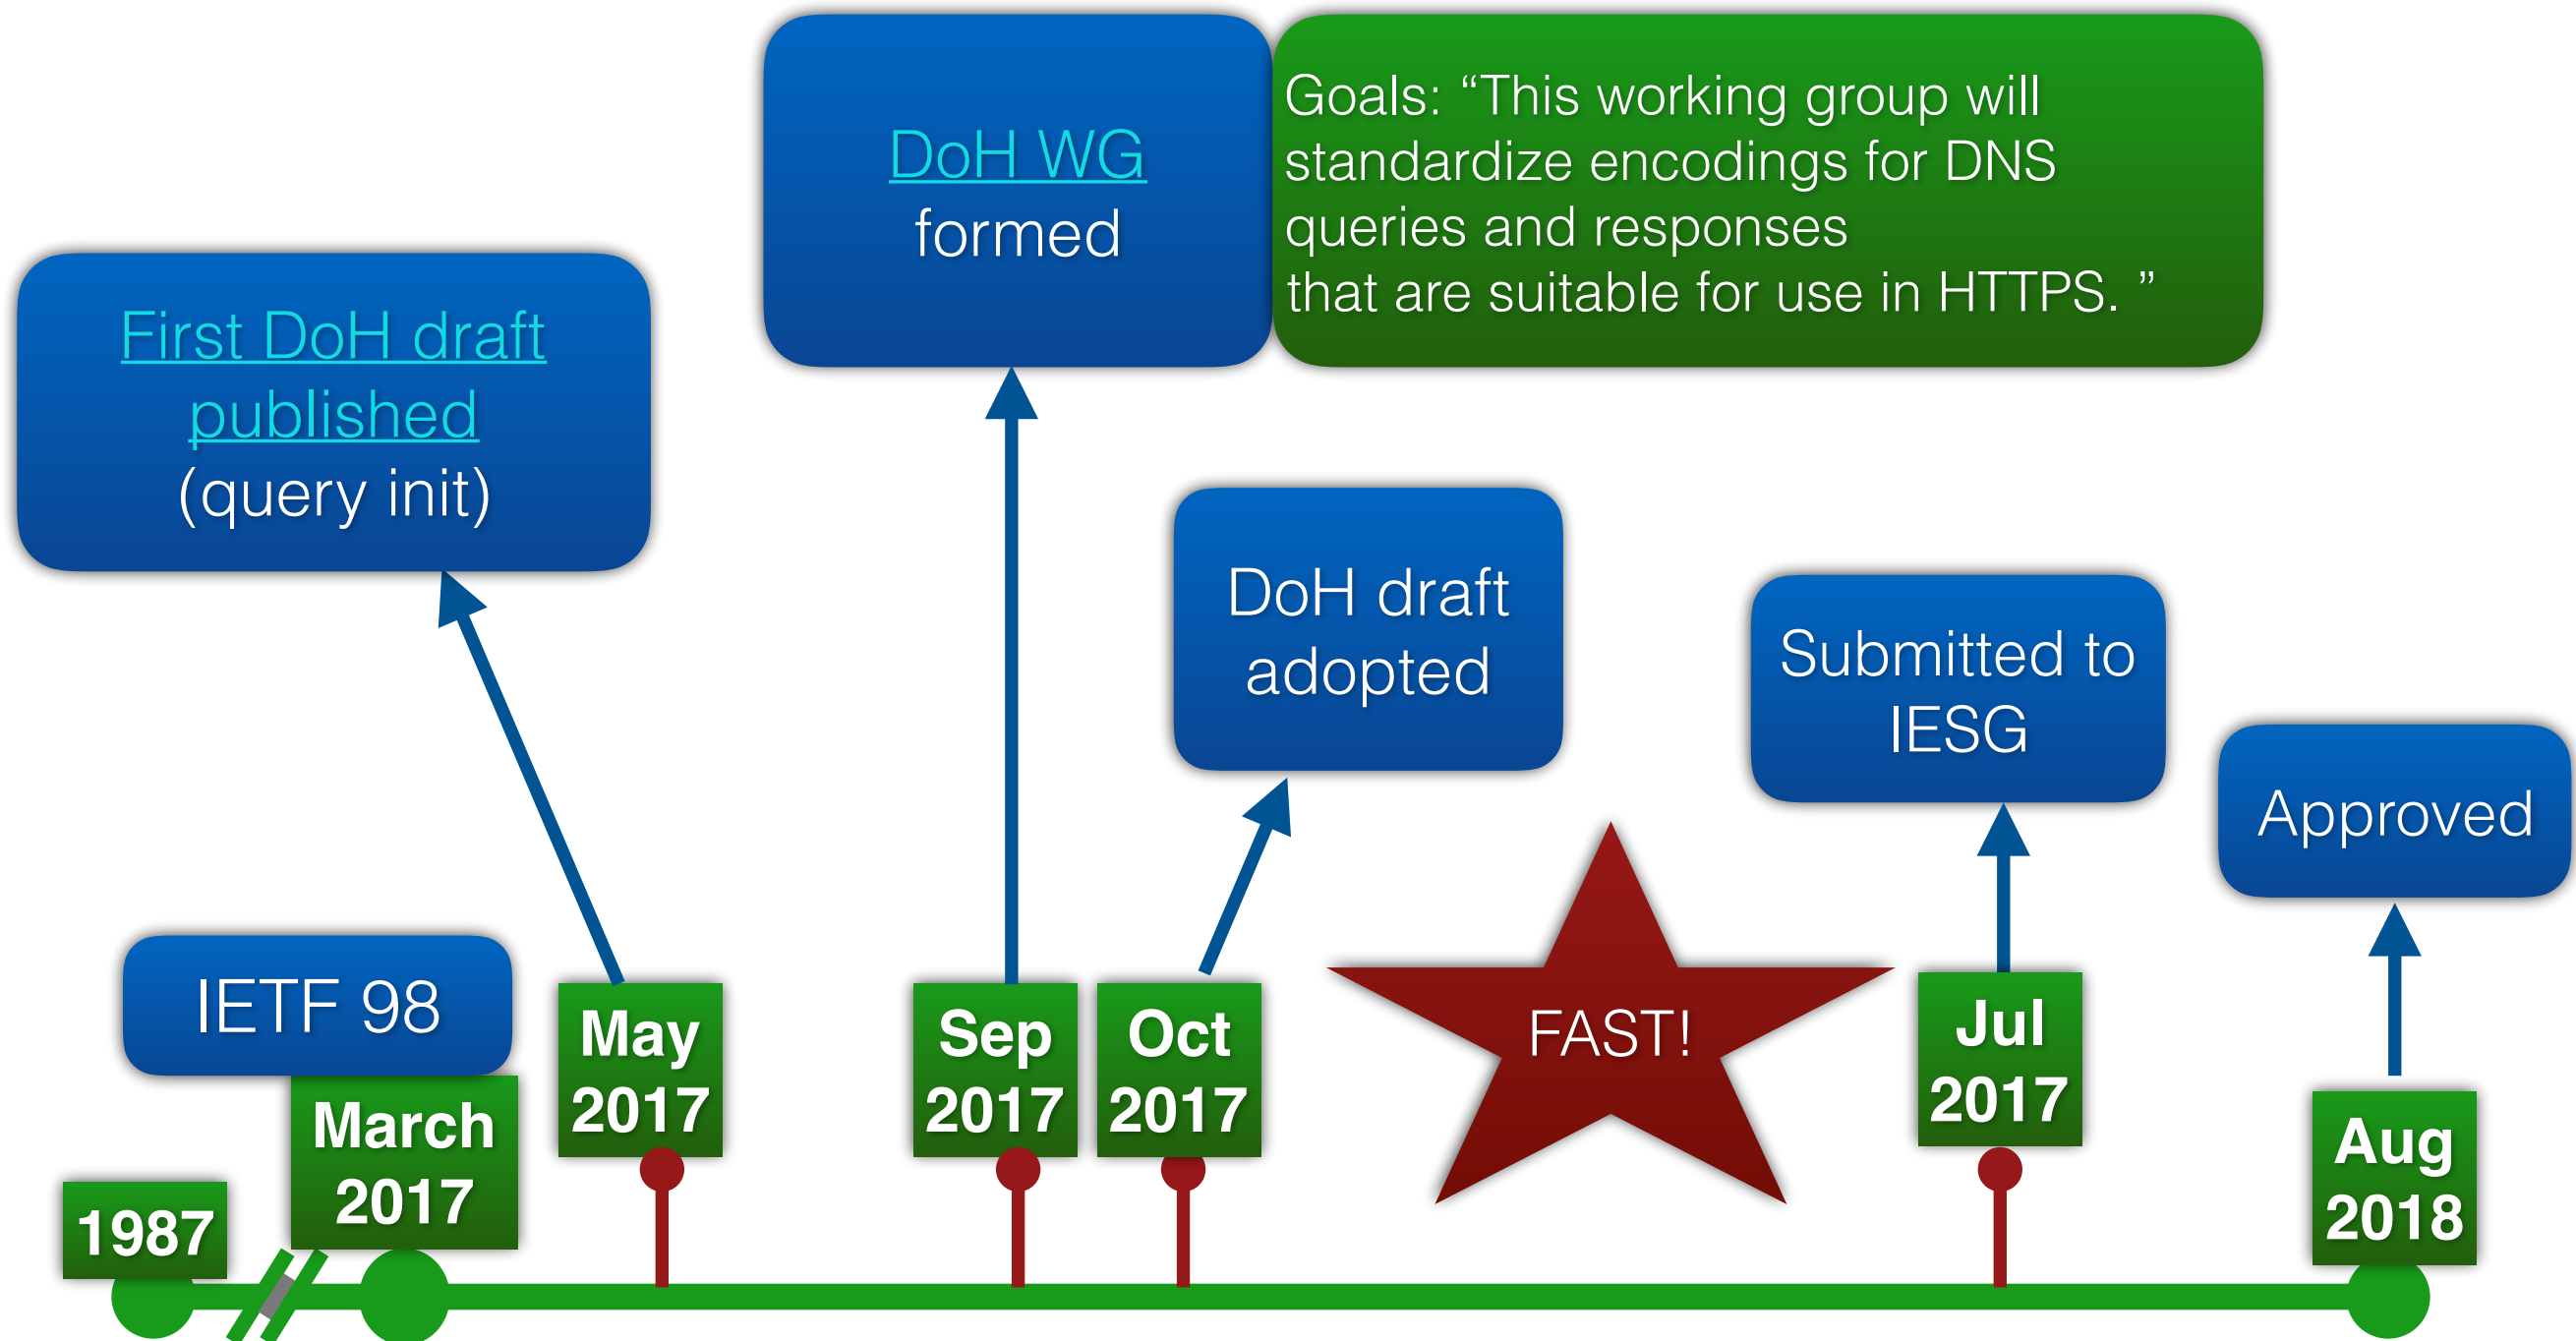 DoH WG
formed
Goals: “This working group will
standardize encodings for DNS
queries and responses
that are suitable for use in HTTPS. ”
First DoH draft
published
(query init)
DoH draft
adopted
Submitted to
IESG
Approved
IETF 98
FAST!
1987
March
2017
May
2017
Sep
2017
Oct
2017
Jul
2017
Aug
2018